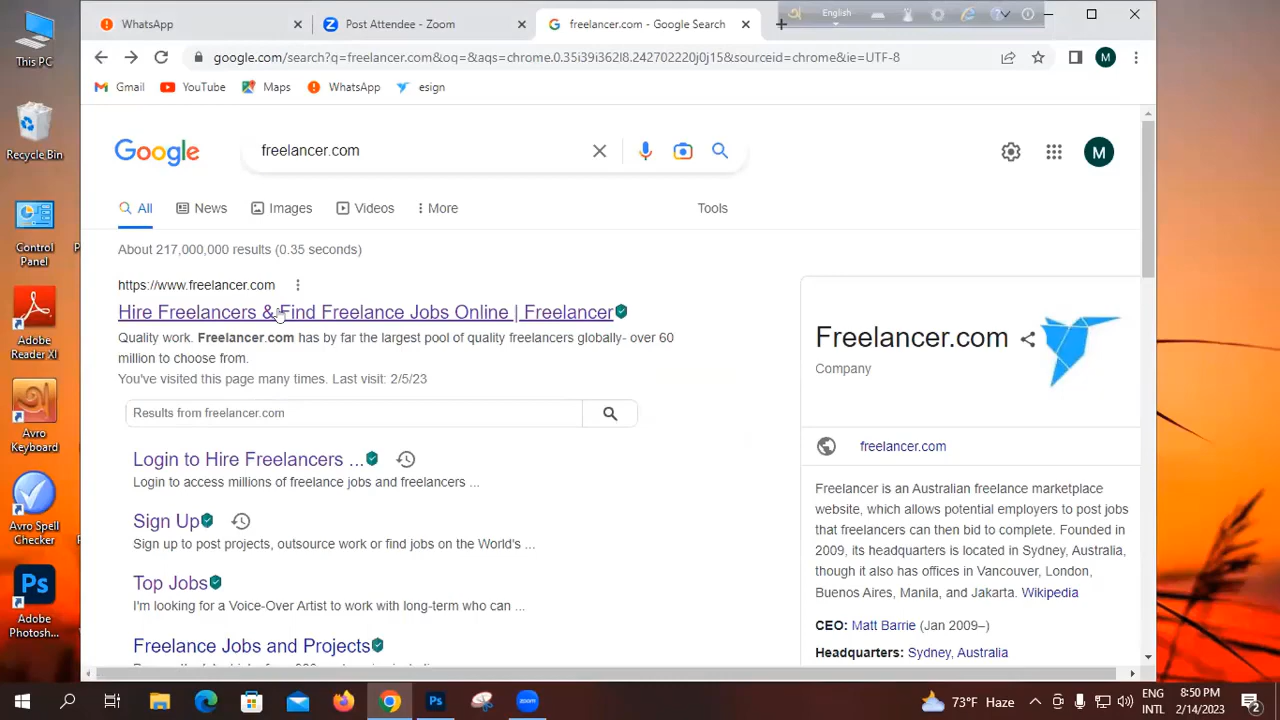 This PC
Recycle Bin
Control Panel
Adobe Reader XI
Avro Keyboard
Avro Spell Checker
Ps
Adobe Photosh...
WhatsApp
Post Attendee - Zoom
freelancer.com - Google Search
English
google.com/search?q=freelancer.com&oq=&aqs=chrome.0.35i39i362l8.242702220j0j15&sourceid=chrome&ie=UTF-8
M
Gmail
YouTube
Maps
WhatsApp
esign
Google
freelancer.com
M
All
News
Images
Videos
More
Tools
About 217,000,000 results (0.35 seconds)
https://www.freelancer.com
Hire Freelancers & Find Freelance Jobs Online | Freelancer
Quality work. Freelancer.com has by far the largest pool of quality freelancers globally- over 60
million to choose from.
You've visited this page many times. Last visit: 2/5/23
Results from freelancer.com
Login to Hire Freelancers ...
Login to access millions of freelance jobs and freelancers ...
Sign Up
Sign up to post projects, outsource work or find jobs on the World's ...
Top Jobs
I'm looking for a Voice-Over Artist to work with long-term who can ...
Freelance Jobs and Projects
Freelancer.com
Company
freelancer.com
Freelancer is an Australian freelance marketplace
website, which allows potential employers to post jobs
that freelancers can then bid to complete. Founded in
2009, its headquarters is located in Sydney, Australia,
though it also has offices in Vancouver, London,
Buenos Aires, Manila, and Jakarta. Wikipedia
CEO: Matt Barrie (Jan 2009–)
Headquarters: Sydney, Australia
Ps
zoom
73°F Haze
ENG
INTL
8:50 PM
2/14/2023
2